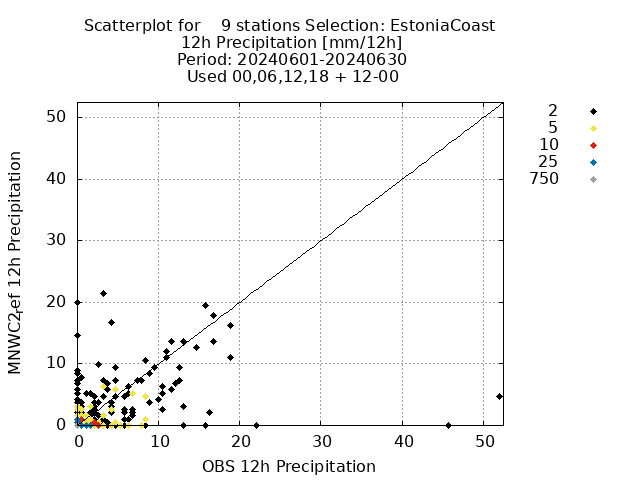 Scatterplot for 9 stations Selection: EstoniaCoast
12h Precipitation [mm/12h]
Period: 20240601-20240630
Used 00,06,12,18 + 12-00
2
5
10
25
750
50
40
30
20
10
0
MNWC2ref 12h Precipitation
0 10 20 30 40 50
OBS 12h Precipitation